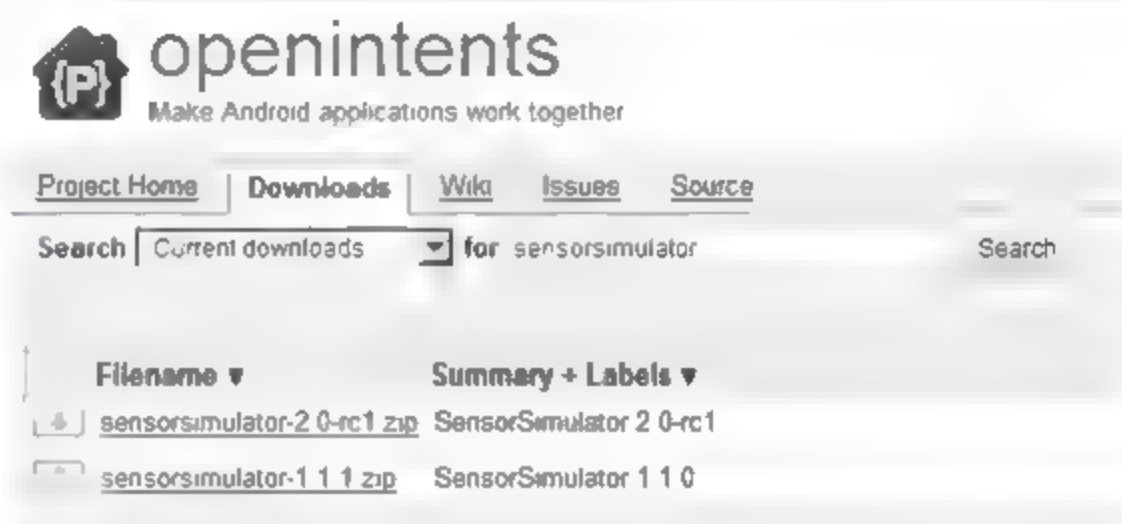 {P}
openintents
Make Android applications work together
Project Home Downloads Wiki Issues Source
Search Current downloads for sensorsimulator Search
Filename ▼ Summary + Labels ▼
sensorsimulator-2 0-rc1 zip SensorSimulator 2 0-rc1
sensorsimulator-1 1 1 zip SensorSimulator 1 1 0